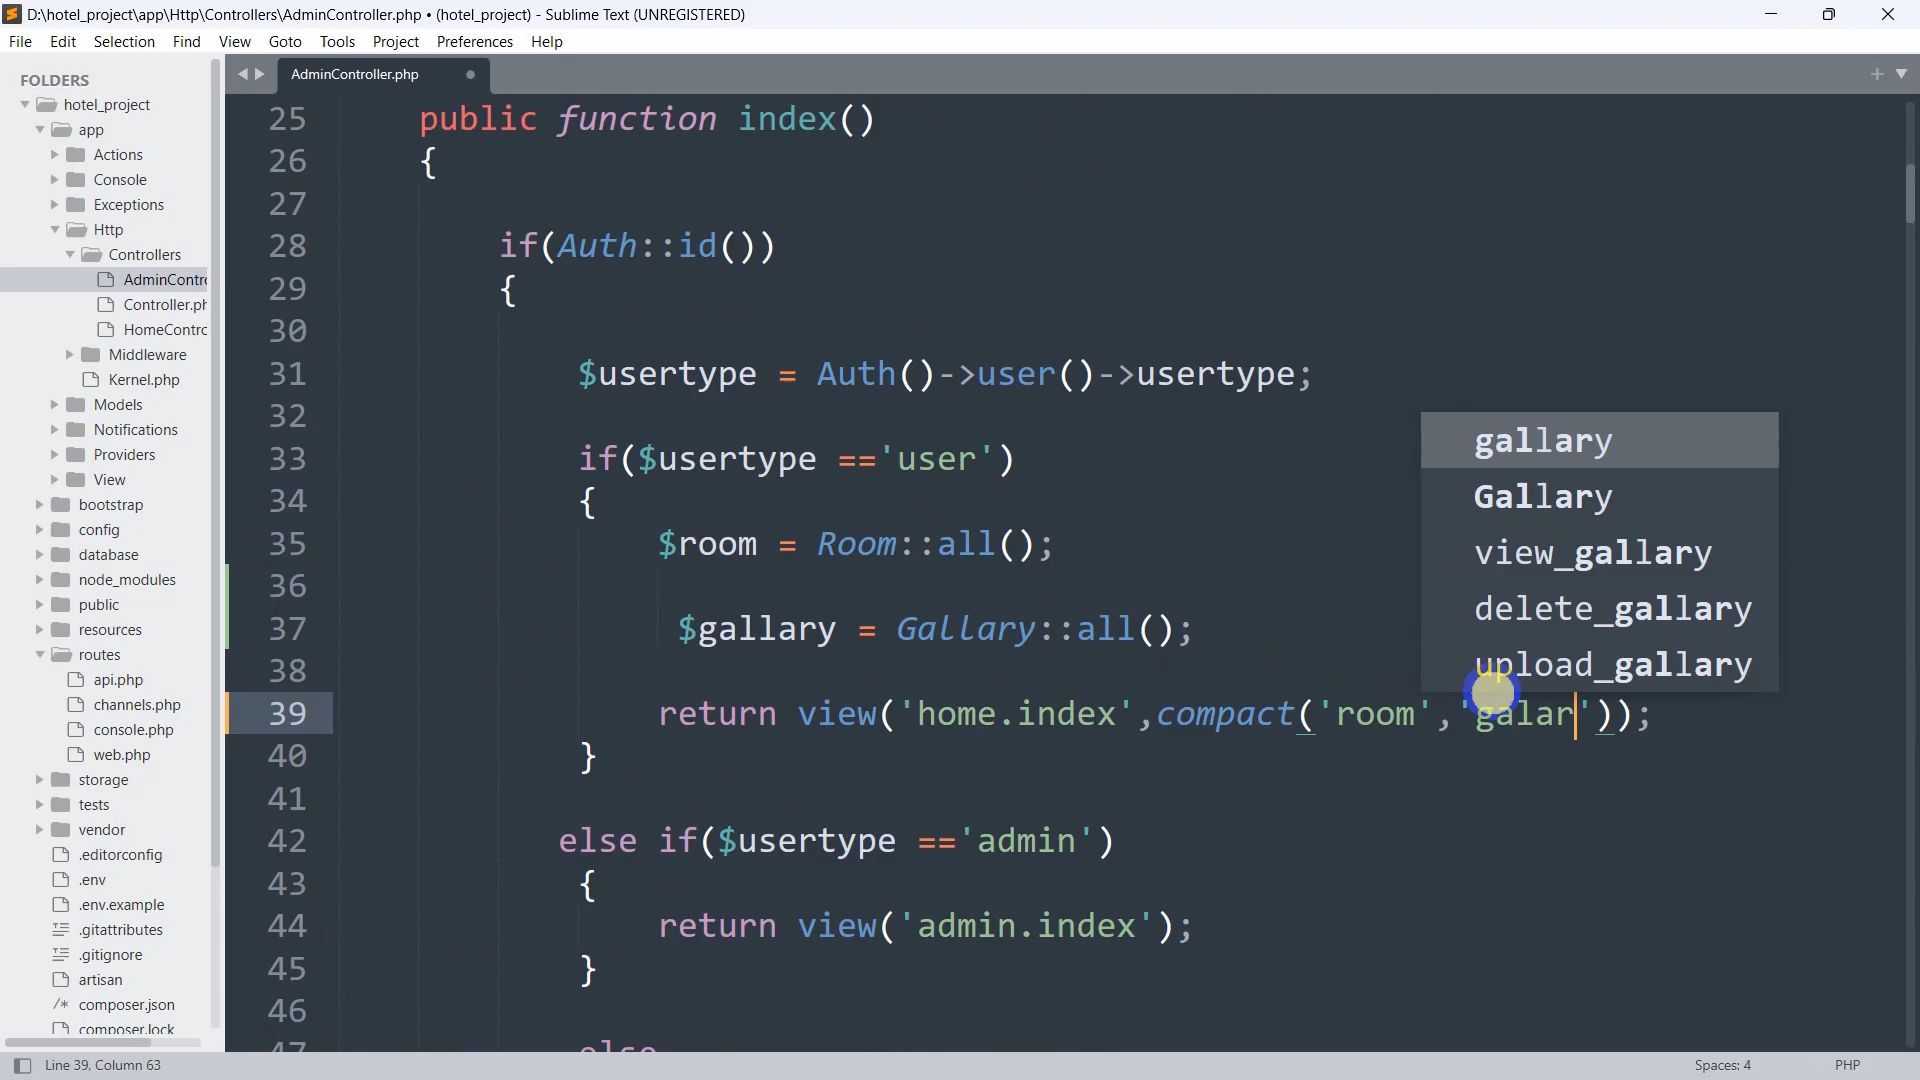 D:\hotel_project\app\Http\Controllers\AdminController.php • (hotel_project) - Sublime Text (UNREGISTERED)
File Edit Selection Find View Goto Tools Project Preferences Help
FOLDERS
hotel_project
app
Actions
Console
Exceptions
Http
Controllers
AdminContro
Controller.ph
HomeContro
Middleware
Kernel.php
Models
Notifications
Providers
View
bootstrap
config
database
node_modules
public
resources
routes
api.php
channels.php
console.php
web.php
storage
tests
vendor
.editorconfig
.env
.env.example
.gitattributes
.gitignore
artisan
composer.json
composer.lock
AdminController.php
25 public function index()
26 {
27
28 if(Auth::id())
29 {
30
31 $usertype = Auth()->user()->usertype;
32
33 if($usertype =='user')
34 {
35 $room = Room::all();
36
37 $gallary = Gallary::all();
38
39 return view('home.index',compact('room','galar'));
40 }
41
42 else if($usertype =='admin')
43 {
44 return view('admin.index');
45 }
46
47 else
gallary
Gallary
view_gallary
delete_gallary
upload_gallary
Line 39, Column 63
Spaces: 4
PHP